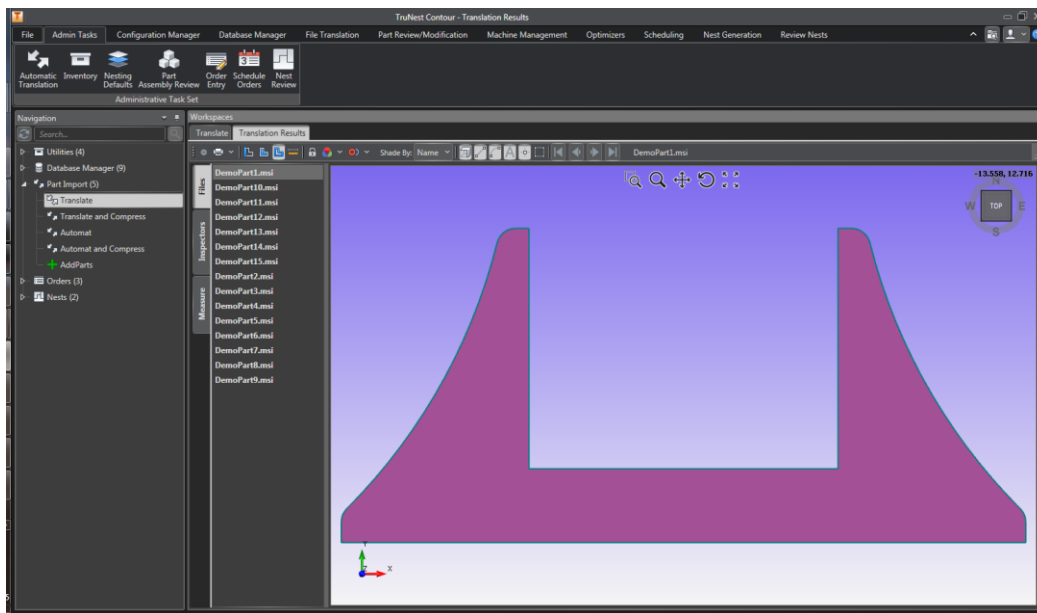 TruNest Contour - Translation Results
File Admin Tasks Configuration Manager Database Manager File Translation Part Review/Modification Machine Management Optimizers Scheduling Nest Generation Review Nests
Automatic Translation
Inventory
Nesting Defaults
Part Assembly Review
Order Entry
Schedule Orders
Nest Review
Administrative Task Set
Navigation
Search...
Utilities (4)
Database Manager (9)
Part Import (5)
Translate
Translate and Compress
Automat
Automat and Compress
AddParts
Orders (3)
Nests (2)
Workspaces
Translate Translation Results
Shade By: Name DemoPart1.msi
Files
Inspectors
Measure
DemoPart1.msi
DemoPart10.msi
DemoPart11.msi
DemoPart12.msi
DemoPart13.msi
DemoPart14.msi
DemoPart15.msi
DemoPart2.msi
DemoPart3.msi
DemoPart4.msi
DemoPart5.msi
DemoPart6.msi
DemoPart7.msi
DemoPart8.msi
DemoPart9.msi
-13.558, 12.716
N
W TOP E
S
Y
Z X